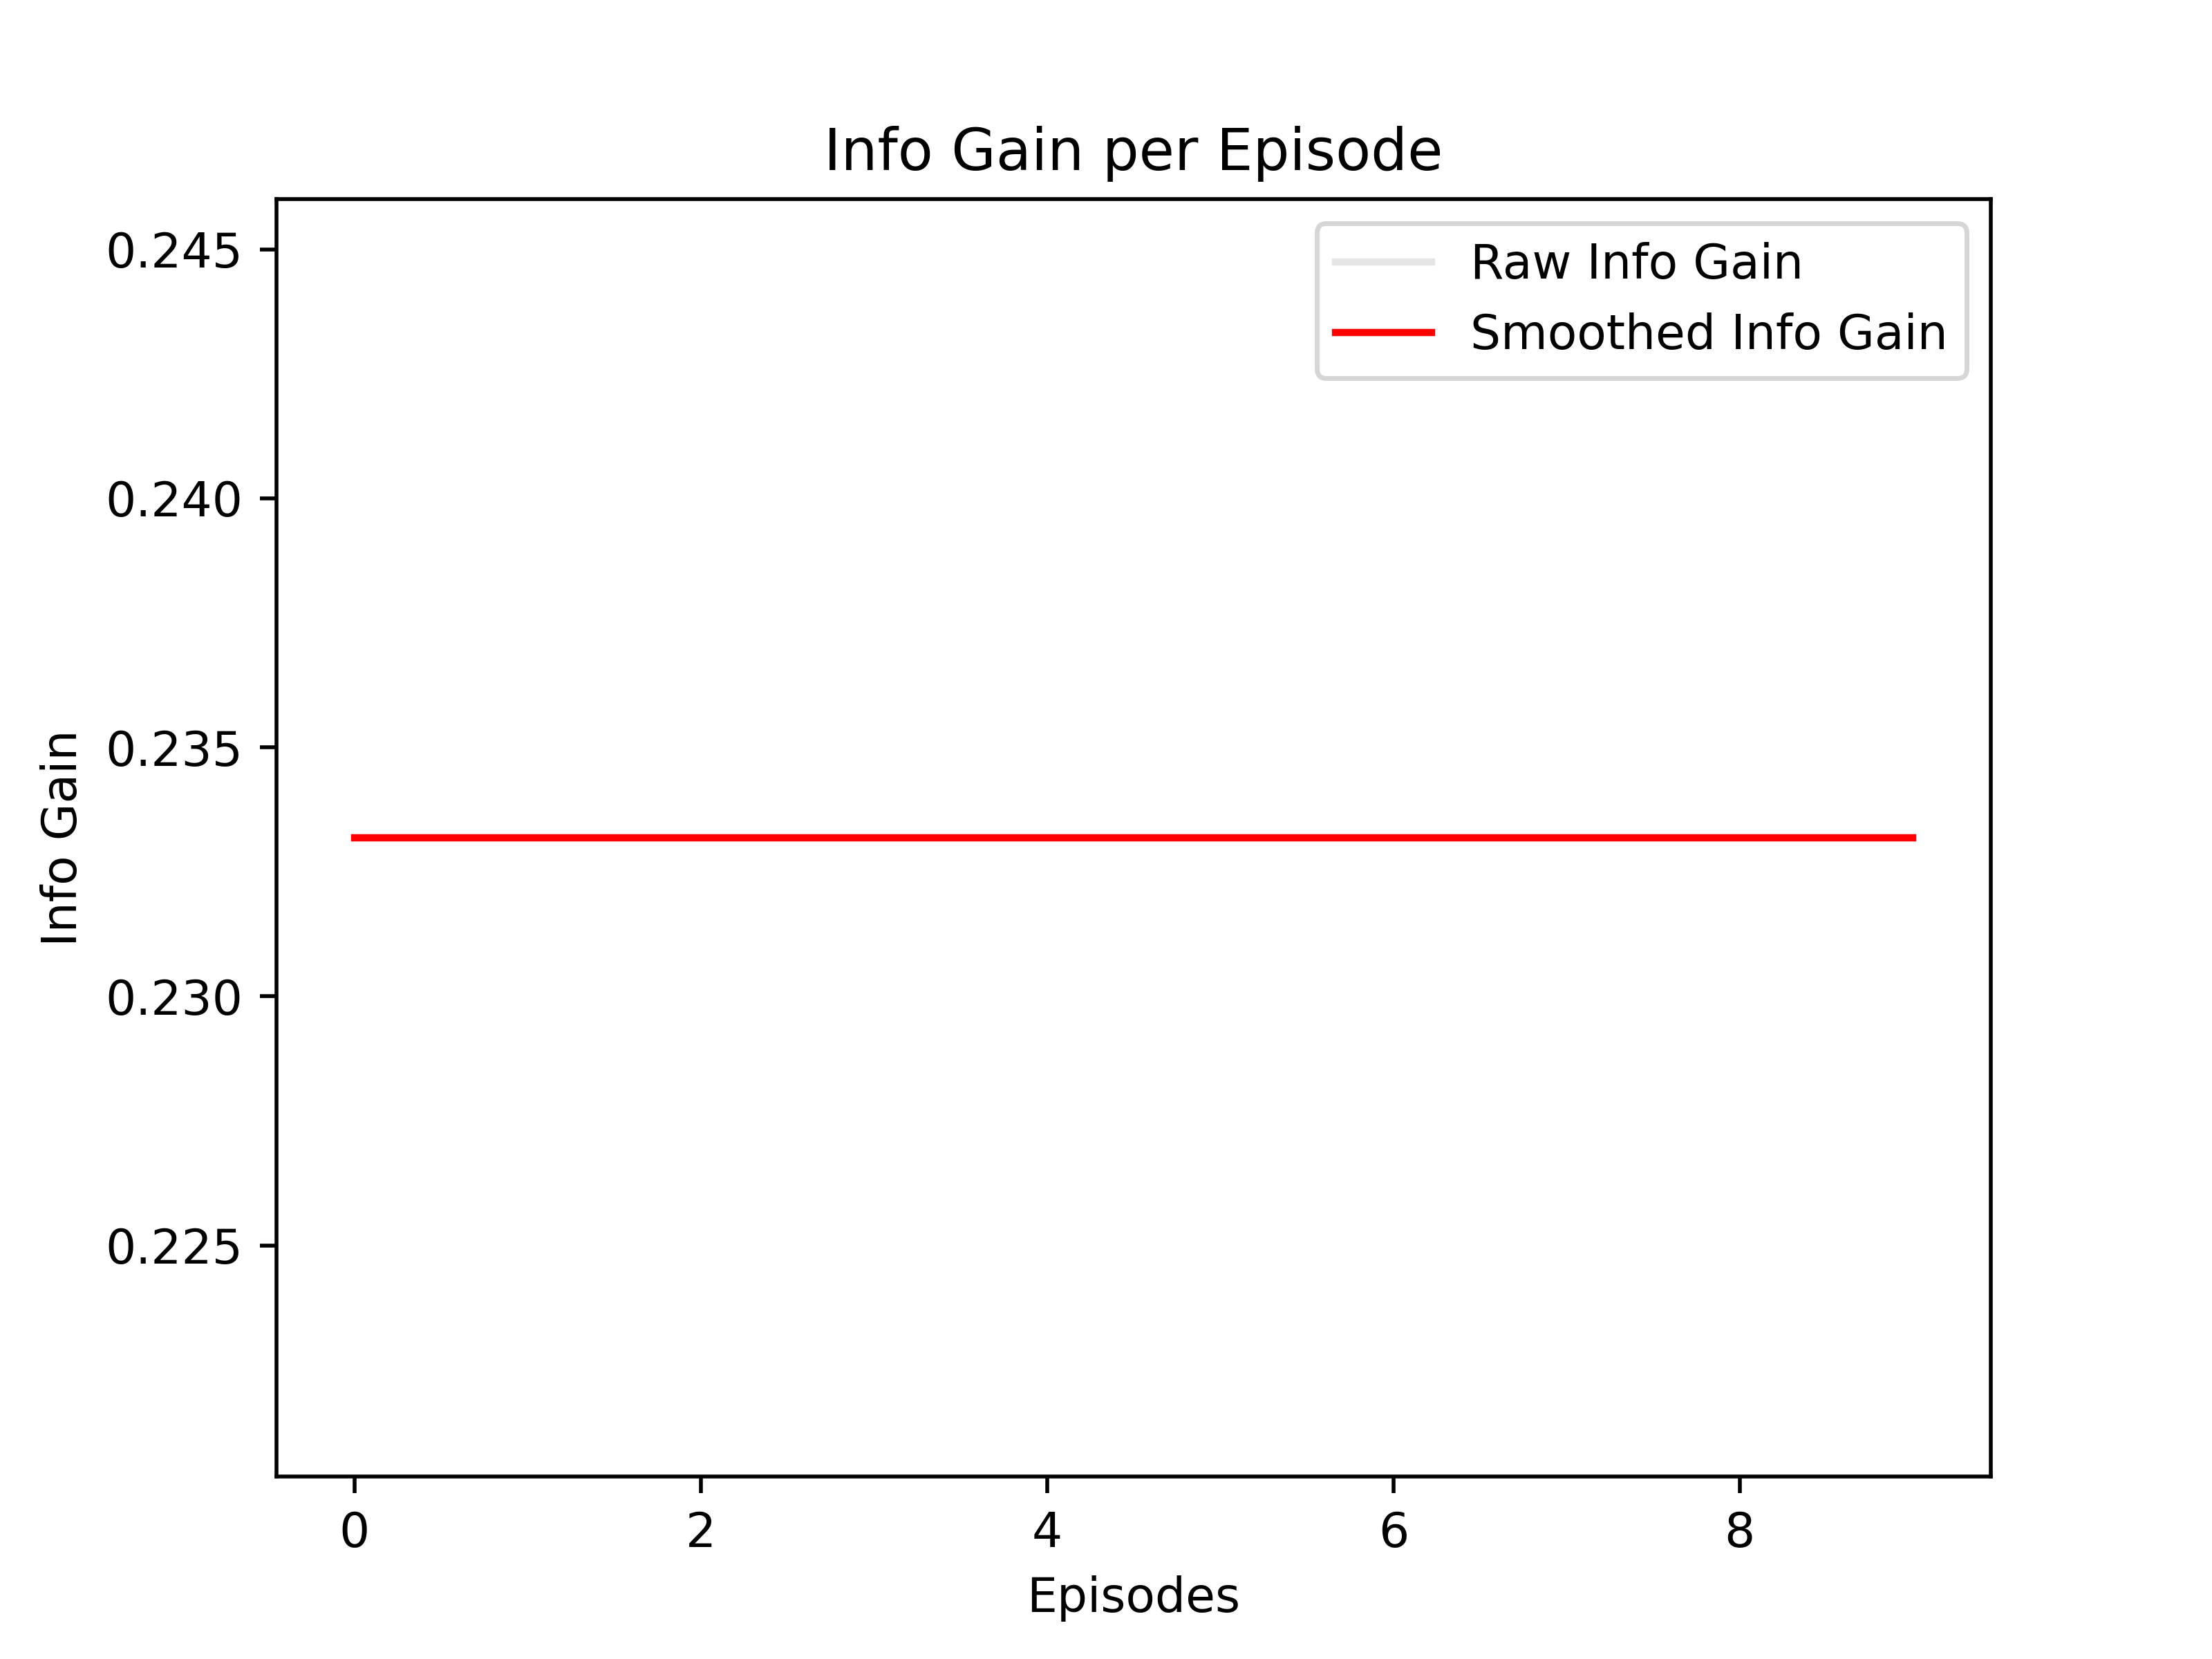 Info Gain per Episode
Raw Info Gain
Smoothed Info Gain
0.245
0.240
0.235
0.230
0.225
Info Gain
0 2 4 6 8
Episodes